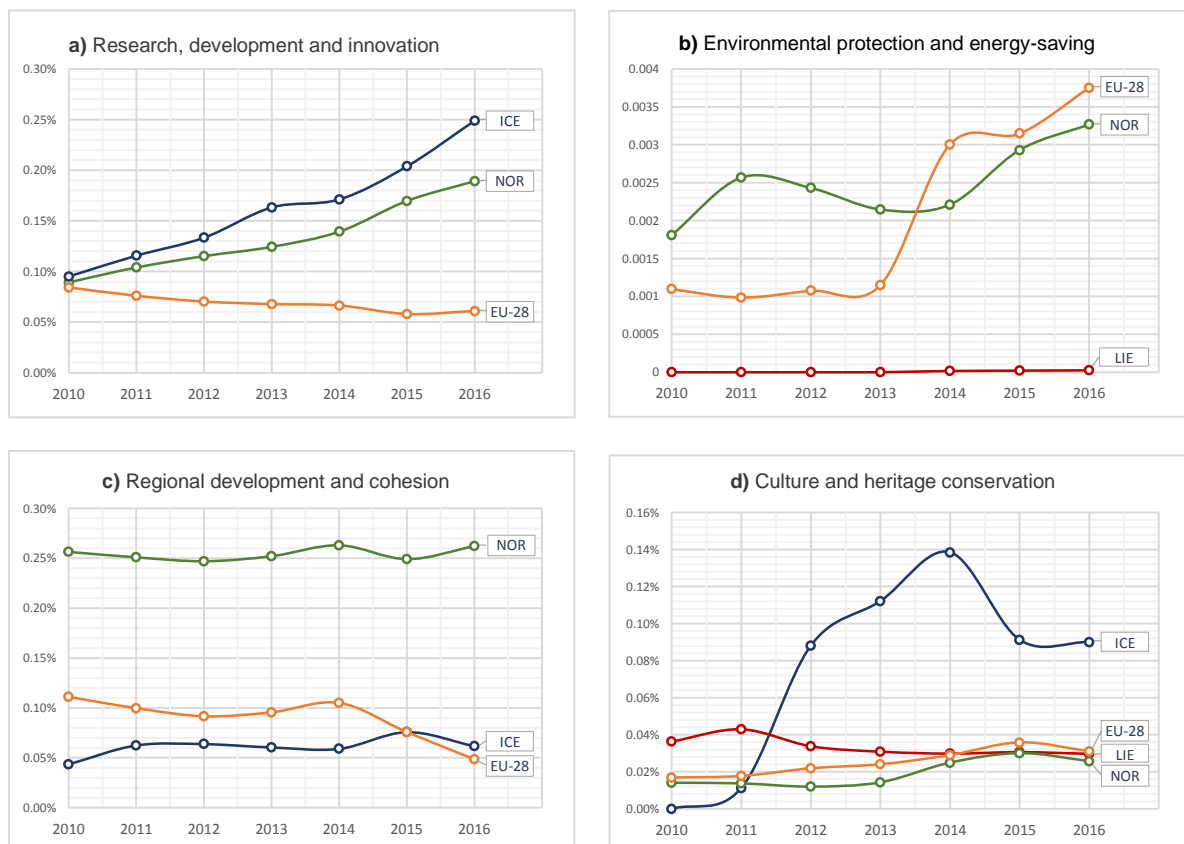 a) Research, development and innovation
0.30%
0.25%
0.20%
0.15%
0.10%
0.05%
0.00%
2010 2011 2012 2013 2014 2015 2016
ICE
NOR
EU-28
b) Environmental protection and energy-saving
0.004
0.0035
0.003
0.0025
0.002
0.0015
0.001
0.0005
0
2010 2011 2012 2013 2014 2015 2016
EU-28
NOR
LIE
c) Regional development and cohesion
0.30%
0.25%
0.20%
0.15%
0.10%
0.05%
0.00%
2010 2011 2012 2013 2014 2015 2016
NOR
ICE
EU-28
d) Culture and heritage conservation
0.16%
0.14%
0.12%
0.10%
0.08%
0.06%
0.04%
0.02%
0.00%
2010 2011 2012 2013 2014 2015 2016
ICE
EU-28
LIE
NOR